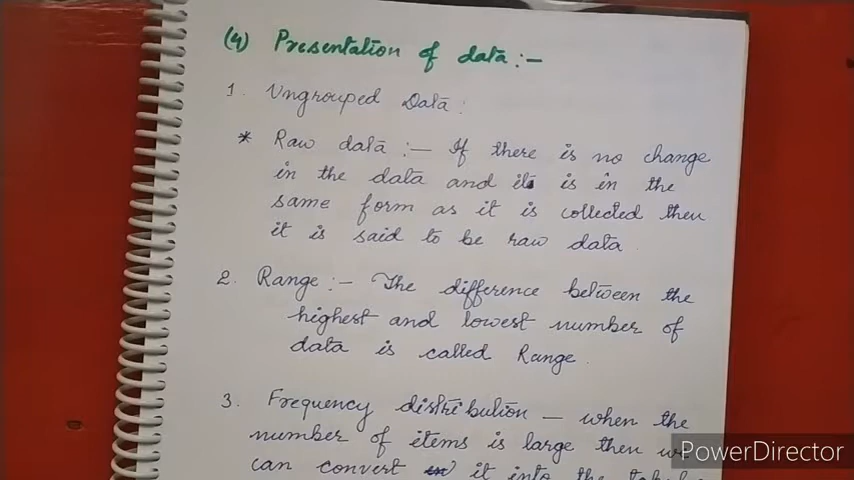 (4) Presentation of data :-
1. Ungrouped Data :
* Raw data :- If there is no change
in the data and it is in the
same form as it is collected then
it is said to be raw data
2. Range :- The difference between the
highest and lowest number of
data is called Range.
3. Frequency distribution - when the
number of items is large then we
can convert it into the
PowerDirector